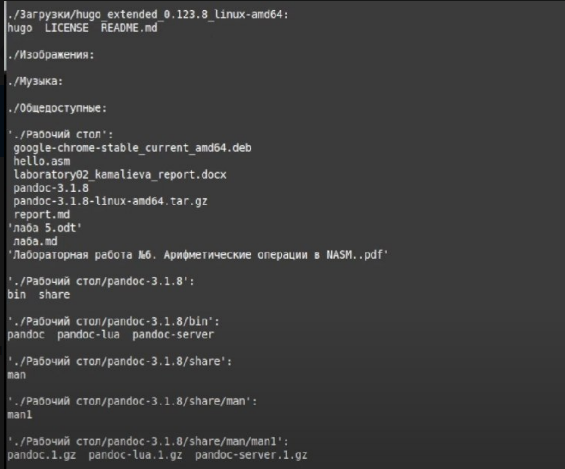 ./Загрузки/hugo_extended_0.123.8_linux-amd64:
hugo  LICENSE  README.md
./Изображения:
./Музыка:
./Общедоступные:
'./Рабочий стол':
google-chrome-stable_current_amd64.deb
hello.asm
laboratory02_kamalieva_report.docx
pandoc-3.1.8
pandoc-3.1.8-linux-amd64.tar.gz
report.md
'лаба 5.odt'
лаба.md
'Лабораторная работа №6. Арифметические операции в NASM..pdf'
'./Рабочий стол/pandoc-3.1.8':
bin  share
'./Рабочий стол/pandoc-3.1.8/bin':
pandoc  pandoc-lua  pandoc-server
'./Рабочий стол/pandoc-3.1.8/share':
man
'./Рабочий стол/pandoc-3.1.8/share/man':
man1
'./Рабочий стол/pandoc-3.1.8/share/man/man1':
pandoc.1.gz  pandoc-lua.1.gz  pandoc-server.1.gz